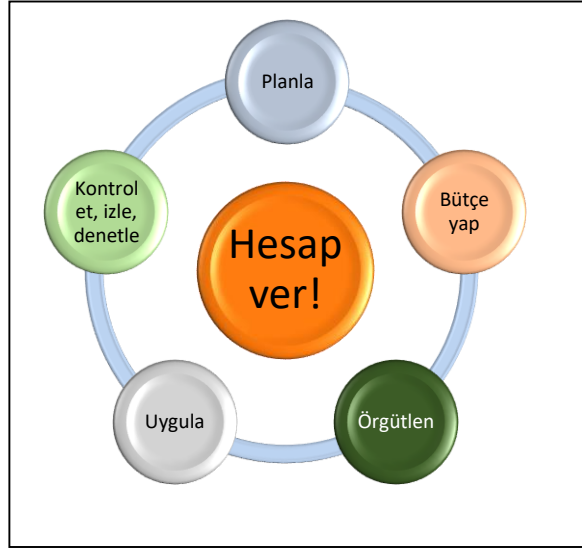 Planla
Bütçe
yap
Örgütlen
Uygula
Kontrol
et, izle,
denetle
Hesap
ver!